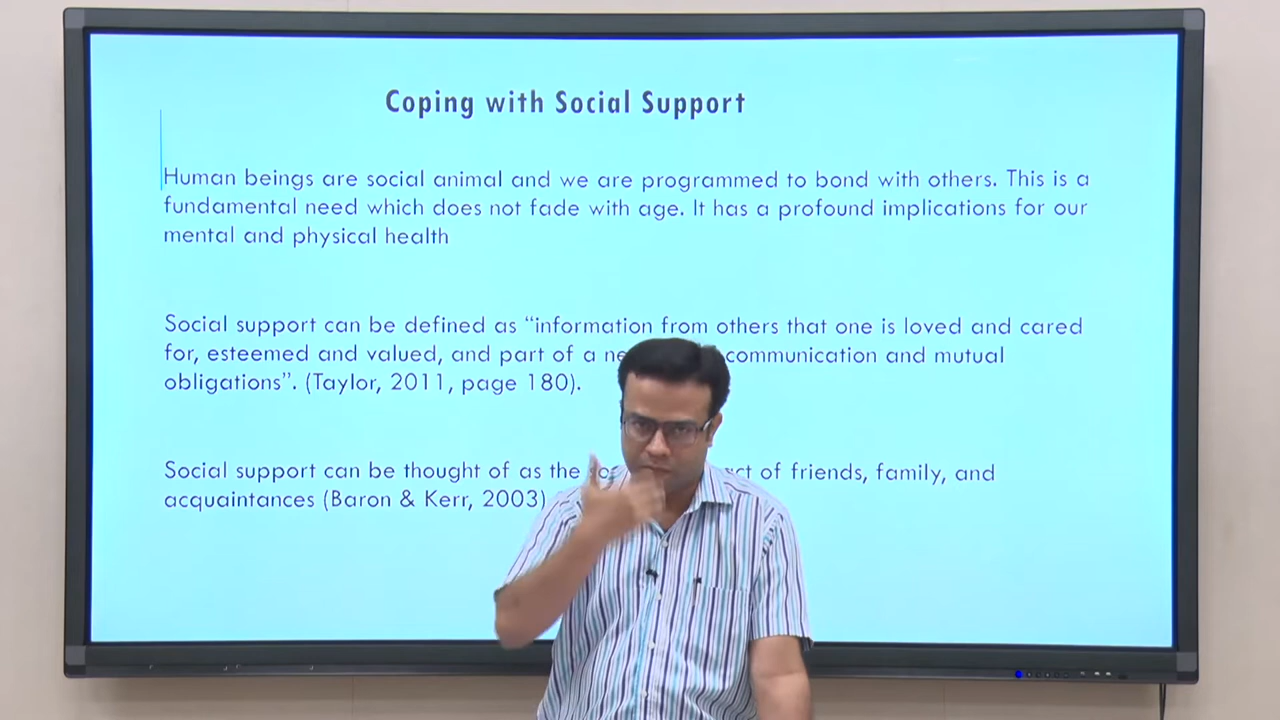 Coping with Social Support
Human beings are social animal and we are programmed to bond with others. This is a
fundamental need which does not fade with age. It has a profound implications for our
mental and physical health
Social support can be defined as “information from others that one is loved and cared
for, esteemed and valued, and part of a communication and mutual
obligations”. (Taylor, 2011, page 180).
Social support can be thought of as the of friends, family, and
acquaintances (Baron & Kerr, 2003)